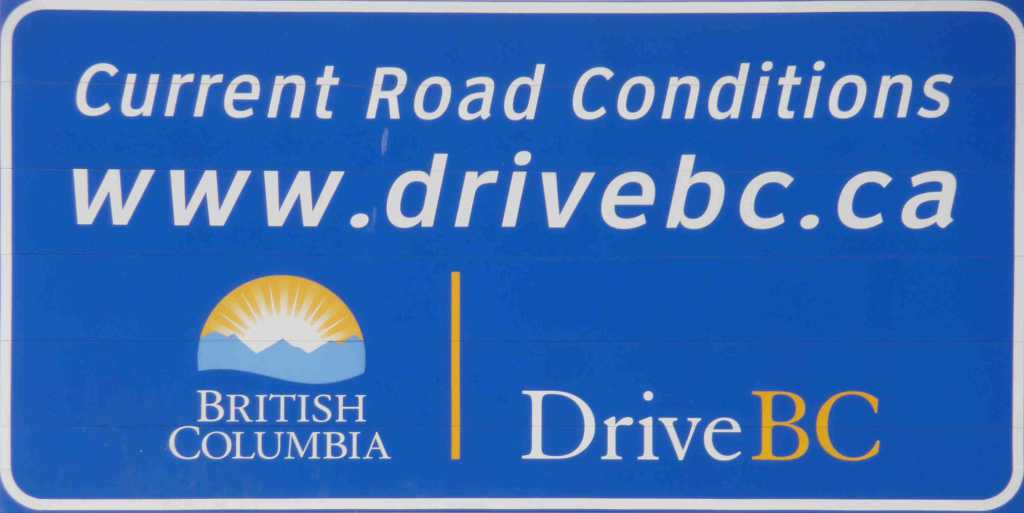 Current Road Conditions
www.drivebc.ca
BRITISH
COLUMBIA
DriveBC